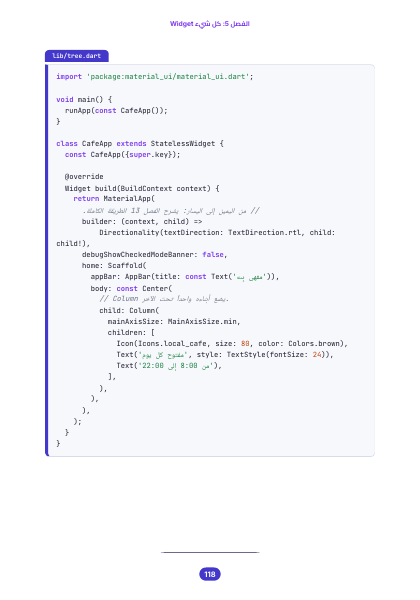 الفصل 5: كل شيء Widget
lib/tree.dart
import 'package:material_ui/material_ui.dart';
void main() {
runApp(const CafeApp());
}
class CafeApp extends StatelessWidget {
const CafeApp({super.key});
@override
Widget build(BuildContext context) {
return MaterialApp(
// من اليمين إلى اليسار: يشرح الفصل 13 الطريقة الكاملة.
builder: (context, child) =>
Directionality(textDirection: TextDirection.rtl, child:
child!),
debugShowCheckedModeBanner: false,
home: Scaffold(
appBar: AppBar(title: const Text('مقهى بِت')),
body: const Center(
// Column يضع أبناءه واحداً تحت الآخر.
child: Column(
mainAxisSize: MainAxisSize.min,
children: [
Icon(Icons.local_cafe, size: 80, color: Colors.brown),
Text('مفتوح كل يوم', style: TextStyle(fontSize: 24)),
Text('من 8:00 إلى 22:00'),
],
),
),
),
);
}
}
118